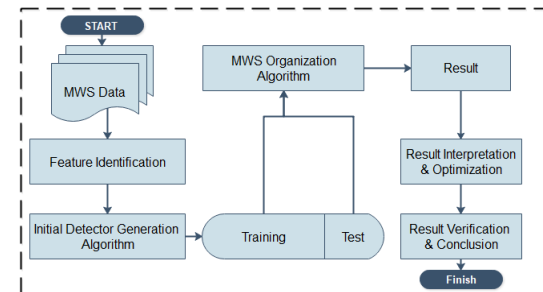 START
MWS Data
Feature Identification
Initial Detector Generation
Algorithm
Training
Test
MWS Organization
Algorithm
Result
Result Interpretation
& Optimization
Result Verification
& Conclusion
Finish